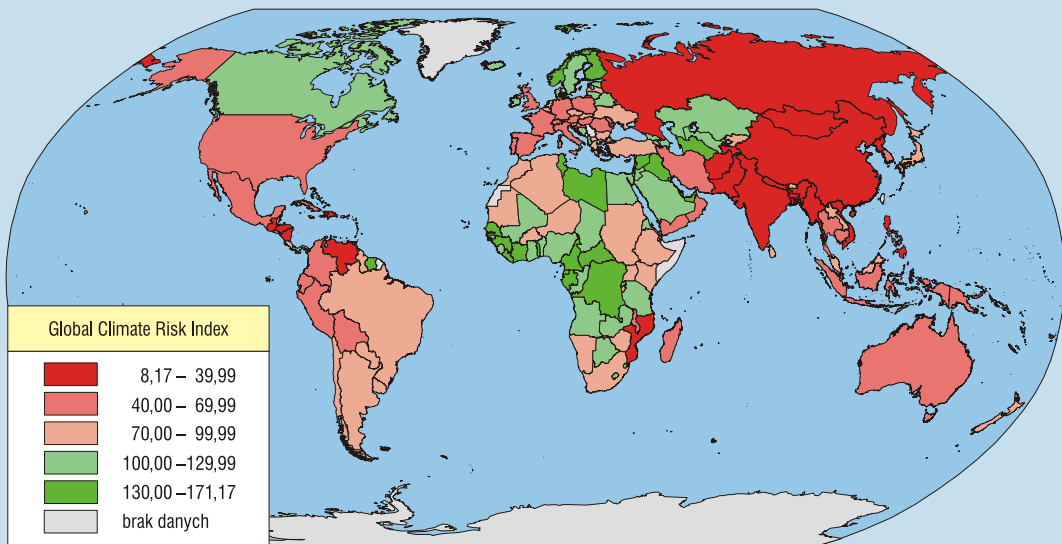 Global Climate Risk Index
8,17 – 39,99
40,00 – 69,99
70,00 – 99,99
100,00 – 129,99
130,00 – 171,17
brak danych